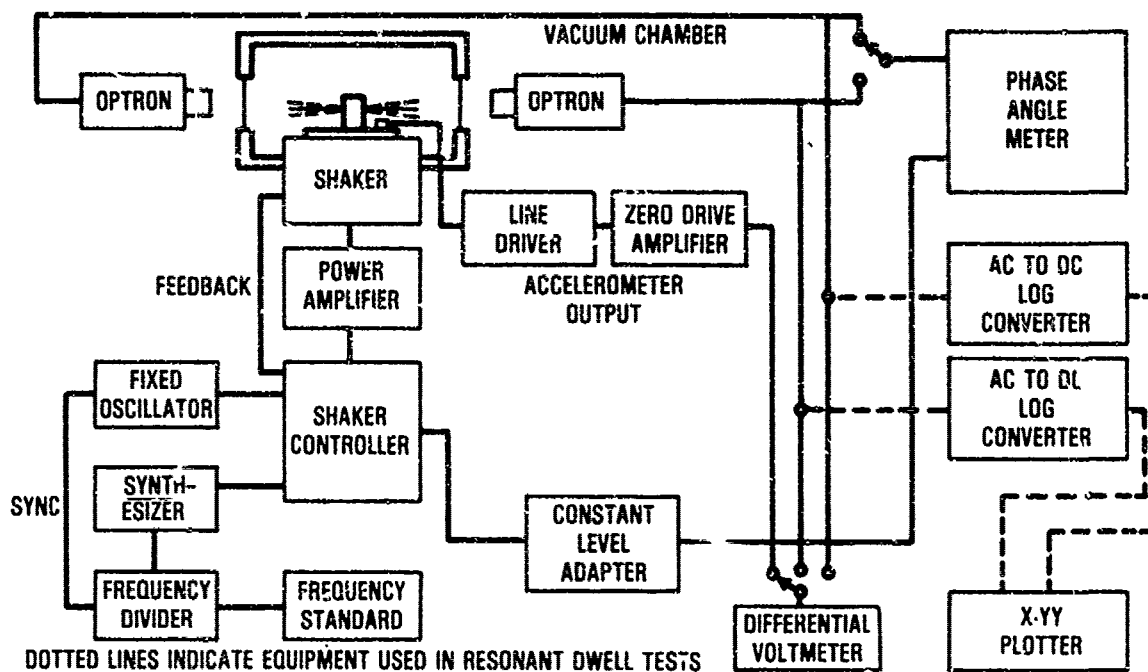 VACUUM CHAMBER
OPTRON
OPTRON
PHASE
ANGLE
METER
SHAKER
LINE
DRIVER
ZERO DRIVE
AMPLIFIER
ACCELEROMETER
OUTPUT
FEEDBACK
POWER
AMPLIFIER
AC TO DC
LOG
CONVERTER
FIXED
OSCILLATOR
SHAKER
CONTROLLER
AC TO DC
LOG
CONVERTER
SYNC
SYNTH-
ESIZER
CONSTANT
LEVEL
ADAPTER
FREQUENCY
DIVIDER
FREQUENCY
STANDARD
DIFFERENTIAL
VOLTMETER
X-YY
PLOTTER
DOTTED LINES INDICATE EQUIPMENT USED IN RESONANT DWELL TESTS